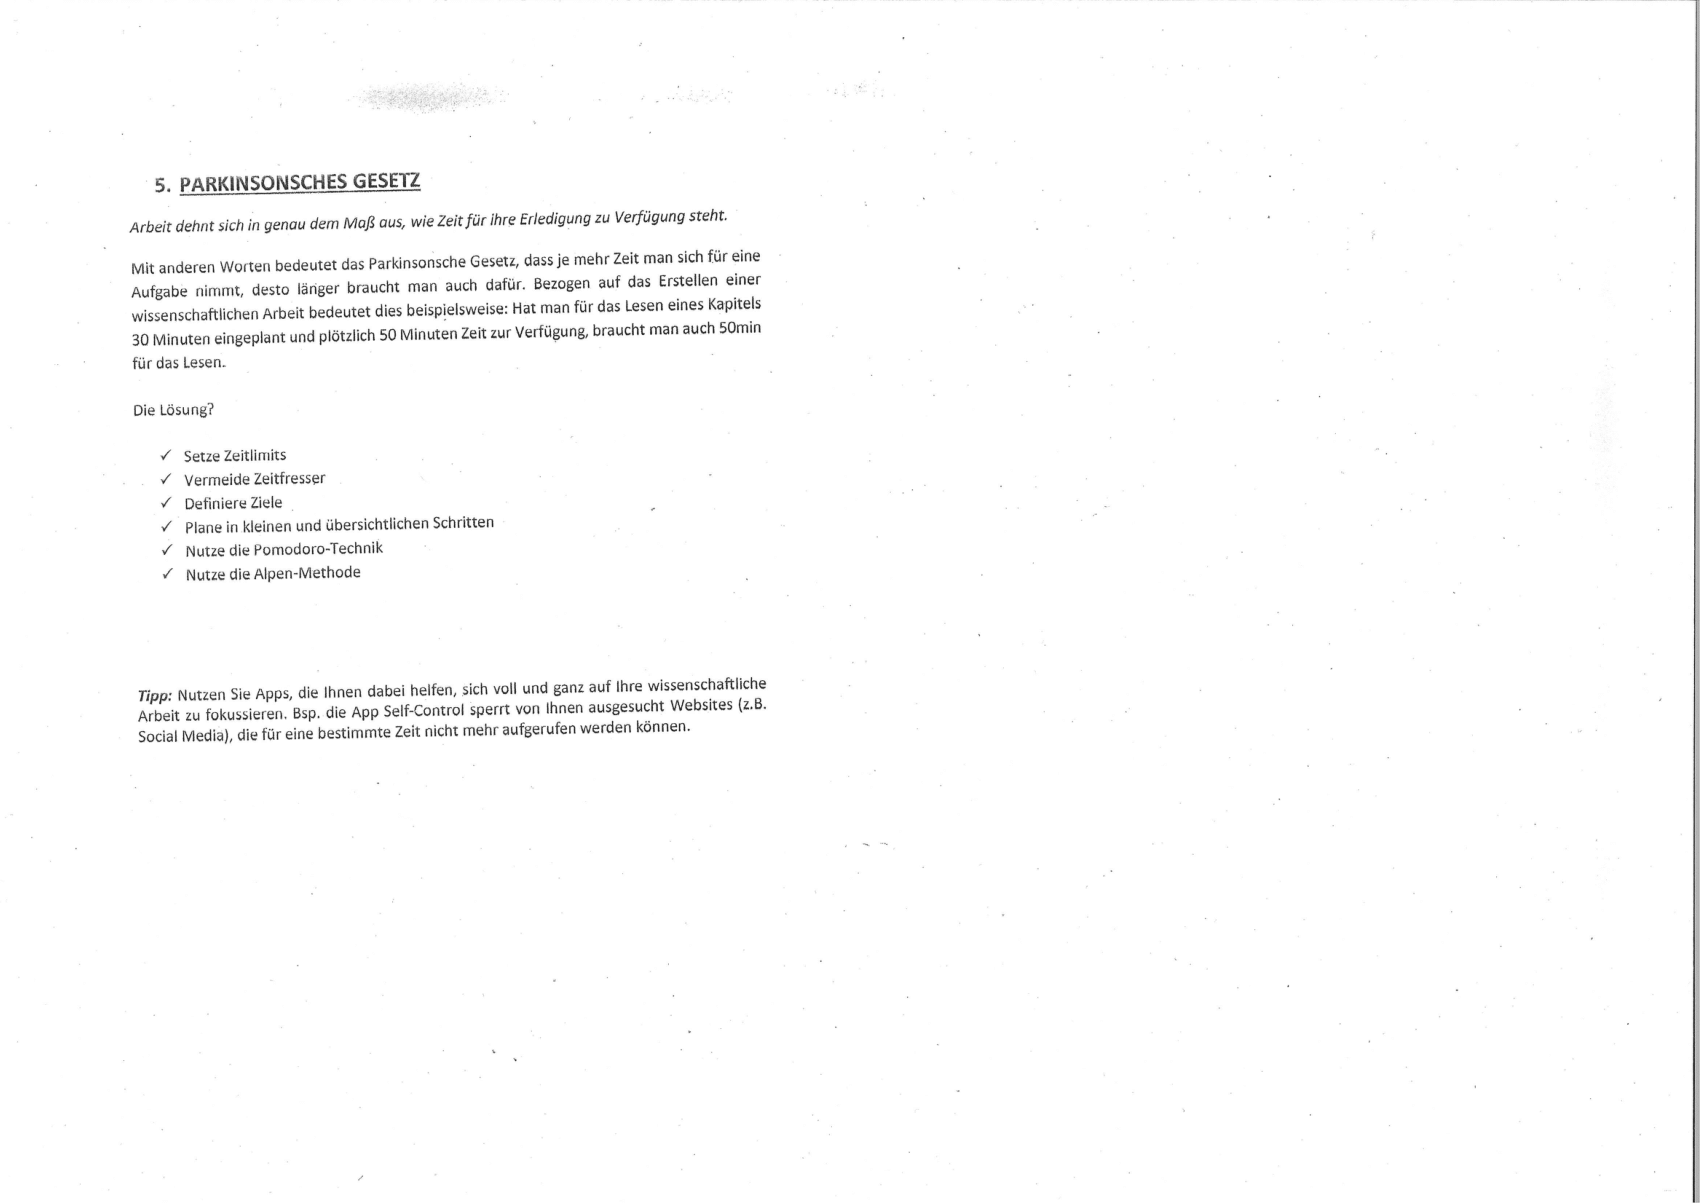 5. PARKINSONSCHES GESETZ
Arbeit dehnt sich in genau dem Maß aus, wie Zeit für ihre Erledigung zu Verfügung steht.
Mit anderen Worten bedeutet das Parkinsonsche Gesetz, dass je mehr Zeit man sich für eine
Aufgabe nimmt, desto länger braucht man auch dafür. Bezogen auf das Erstellen einer
wissenschaftlichen Arbeit bedeutet dies beispielsweise: Hat man für das Lesen eines Kapitels
30 Minuten eingeplant und plötzlich 50 Minuten Zeit zur Verfügung, braucht man auch 50min
für das Lesen.
Die Lösung?
✓ Setze Zeitlimits
✓ Vermeide Zeitfresser
✓ Definiere Ziele
✓ Plane in kleinen und übersichtlichen Schritten
✓ Nutze die Pomodoro-Technik
✓ Nutze die Alpen-Methode
Tipp: Nutzen Sie Apps, die Ihnen dabei helfen, sich voll und ganz auf Ihre wissenschaftliche
Arbeit zu fokussieren. Bsp. die App Self-Control sperrt von Ihnen ausgesucht Websites (z.B.
Social Media), die für eine bestimmte Zeit nicht mehr aufgerufen werden können.